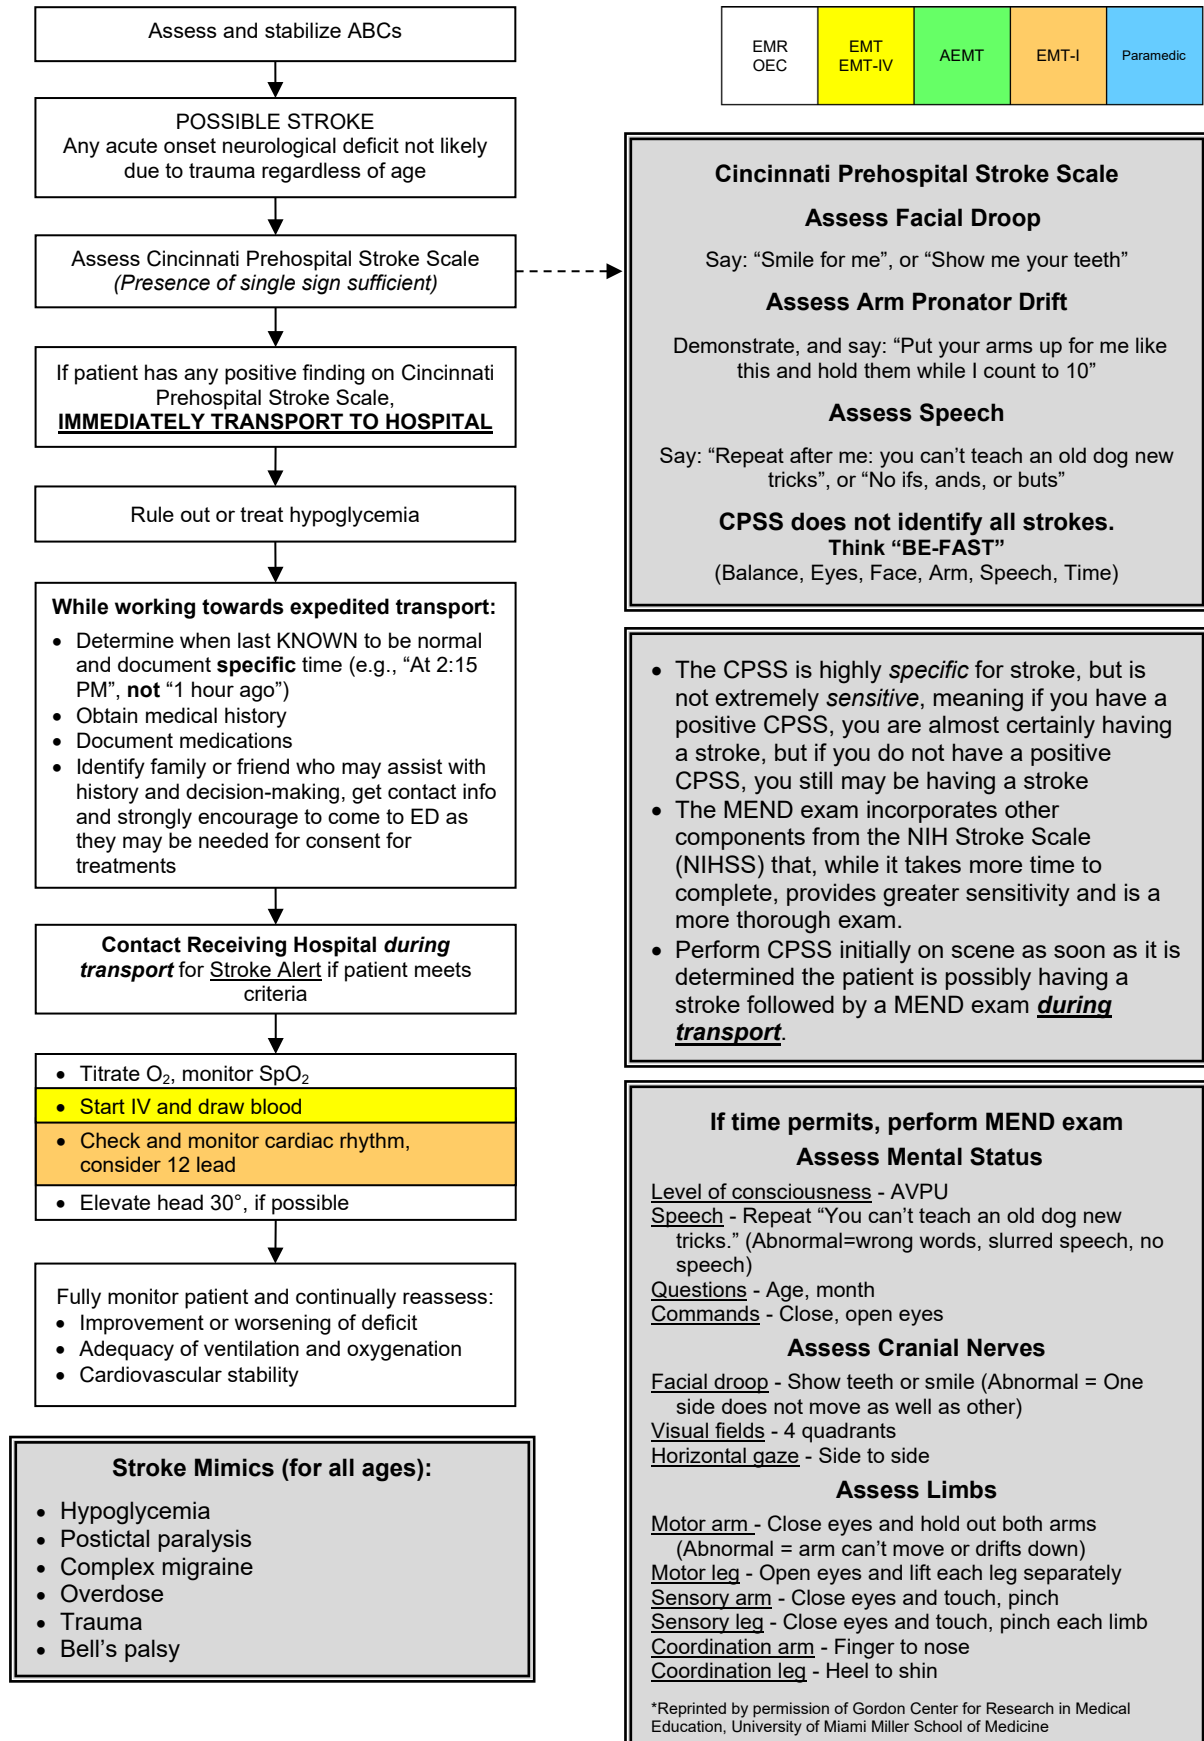 Assess and stabilize ABCs
POSSIBLE STROKE
Any acute onset neurological deficit not likely
due to trauma regardless of age
Assess Cincinnati Prehospital Stroke Scale
(Presence of single sign sufficient)
If patient has any positive finding on Cincinnati
Prehospital Stroke Scale,
IMMEDIATELY TRANSPORT TO HOSPITAL
Rule out or treat hypoglycemia
While working towards expedited transport:
• Determine when last KNOWN to be normal
and document specific time (e.g., “At 2:15
PM”, not “1 hour ago”)
• Obtain medical history
• Document medications
• Identify family or friend who may assist with
history and decision-making, get contact info
and strongly encourage to come to ED as
they may be needed for consent for
treatments
Contact Receiving Hospital during
transport for Stroke Alert if patient meets
criteria
• Titrate O₂, monitor SpO₂
• Start IV and draw blood
• Check and monitor cardiac rhythm,
consider 12 lead
• Elevate head 30°, if possible
Fully monitor patient and continually reassess:
• Improvement or worsening of deficit
• Adequacy of ventilation and oxygenation
• Cardiovascular stability
Stroke Mimics (for all ages):
• Hypoglycemia
• Postictal paralysis
• Complex migraine
• Overdose
• Trauma
• Bell’s palsy
EMR
OEC
EMT
EMT-IV
AEMT
EMT-I
Paramedic
Cincinnati Prehospital Stroke Scale
Assess Facial Droop
Say: “Smile for me”, or “Show me your teeth”
Assess Arm Pronator Drift
Demonstrate, and say: “Put your arms up for me like
this and hold them while I count to 10”
Assess Speech
Say: “Repeat after me: you can’t teach an old dog new
tricks”, or “No ifs, ands, or buts”
CPSS does not identify all strokes.
Think “BE-FAST”
(Balance, Eyes, Face, Arm, Speech, Time)
• The CPSS is highly specific for stroke, but is
not extremely sensitive, meaning if you have a
positive CPSS, you are almost certainly having
a stroke, but if you do not have a positive
CPSS, you still may be having a stroke
• The MEND exam incorporates other
components from the NIH Stroke Scale
(NIHSS) that, while it takes more time to
complete, provides greater sensitivity and is a
more thorough exam.
• Perform CPSS initially on scene as soon as it is
determined the patient is possibly having a
stroke followed by a MEND exam during
transport.
If time permits, perform MEND exam
Assess Mental Status
Level of consciousness - AVPU
Speech - Repeat “You can’t teach an old dog new
tricks.” (Abnormal=wrong words, slurred speech, no
speech)
Questions - Age, month
Commands - Close, open eyes
Assess Cranial Nerves
Facial droop - Show teeth or smile (Abnormal = One
side does not move as well as other)
Visual fields - 4 quadrants
Horizontal gaze - Side to side
Assess Limbs
Motor arm - Close eyes and hold out both arms
(Abnormal = arm can’t move or drifts down)
Motor leg - Open eyes and lift each leg separately
Sensory arm - Close eyes and touch, pinch
Sensory leg - Close eyes and touch, pinch each limb
Coordination arm - Finger to nose
Coordination leg - Heel to shin
*Reprinted by permission of Gordon Center for Research in Medical
Education, University of Miami Miller School of Medicine